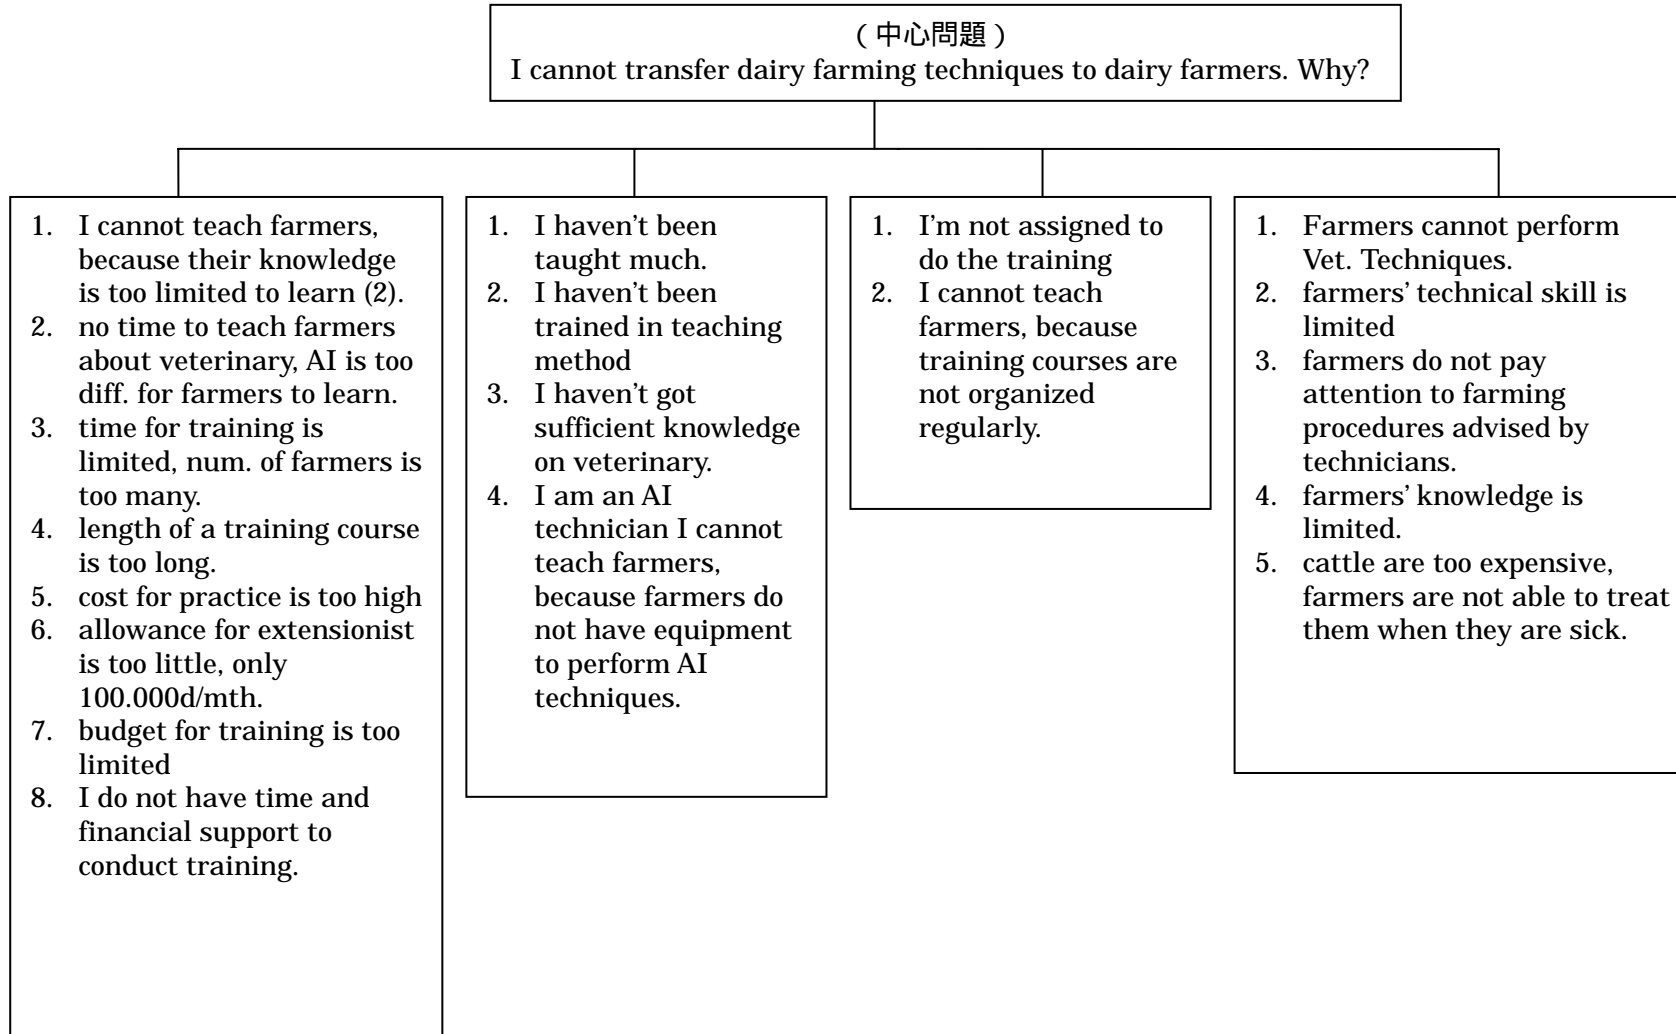 （中心問題）
I cannot transfer dairy farming techniques to dairy farmers. Why?
1. I cannot teach farmers,
because their knowledge
is too limited to learn (2).
2. no time to teach farmers
about veterinary, AI is too
diff. for farmers to learn.
3. time for training is
limited, num. of farmers is
too many.
4. length of a training course
is too long.
5. cost for practice is too high
6. allowance for extensionist
is too little, only
100.000d/mth.
7. budget for training is too
limited
8. I do not have time and
financial support to
conduct training.
1. I haven't been
taught much.
2. I haven't been
trained in teaching
method
3. I haven't got
sufficient knowledge
on veterinary.
4. I am an AI
technician I cannot
teach farmers,
because farmers do
not have equipment
to perform AI
techniques.
1. I’m not assigned to
do the training
2. I cannot teach
farmers, because
training courses are
not organized
regularly.
1. Farmers cannot perform
Vet. Techniques.
2. farmers’ technical skill is
limited
3. farmers do not pay
attention to farming
procedures advised by
technicians.
4. farmers’ knowledge is
limited.
5. cattle are too expensive,
farmers are not able to treat
them when they are sick.